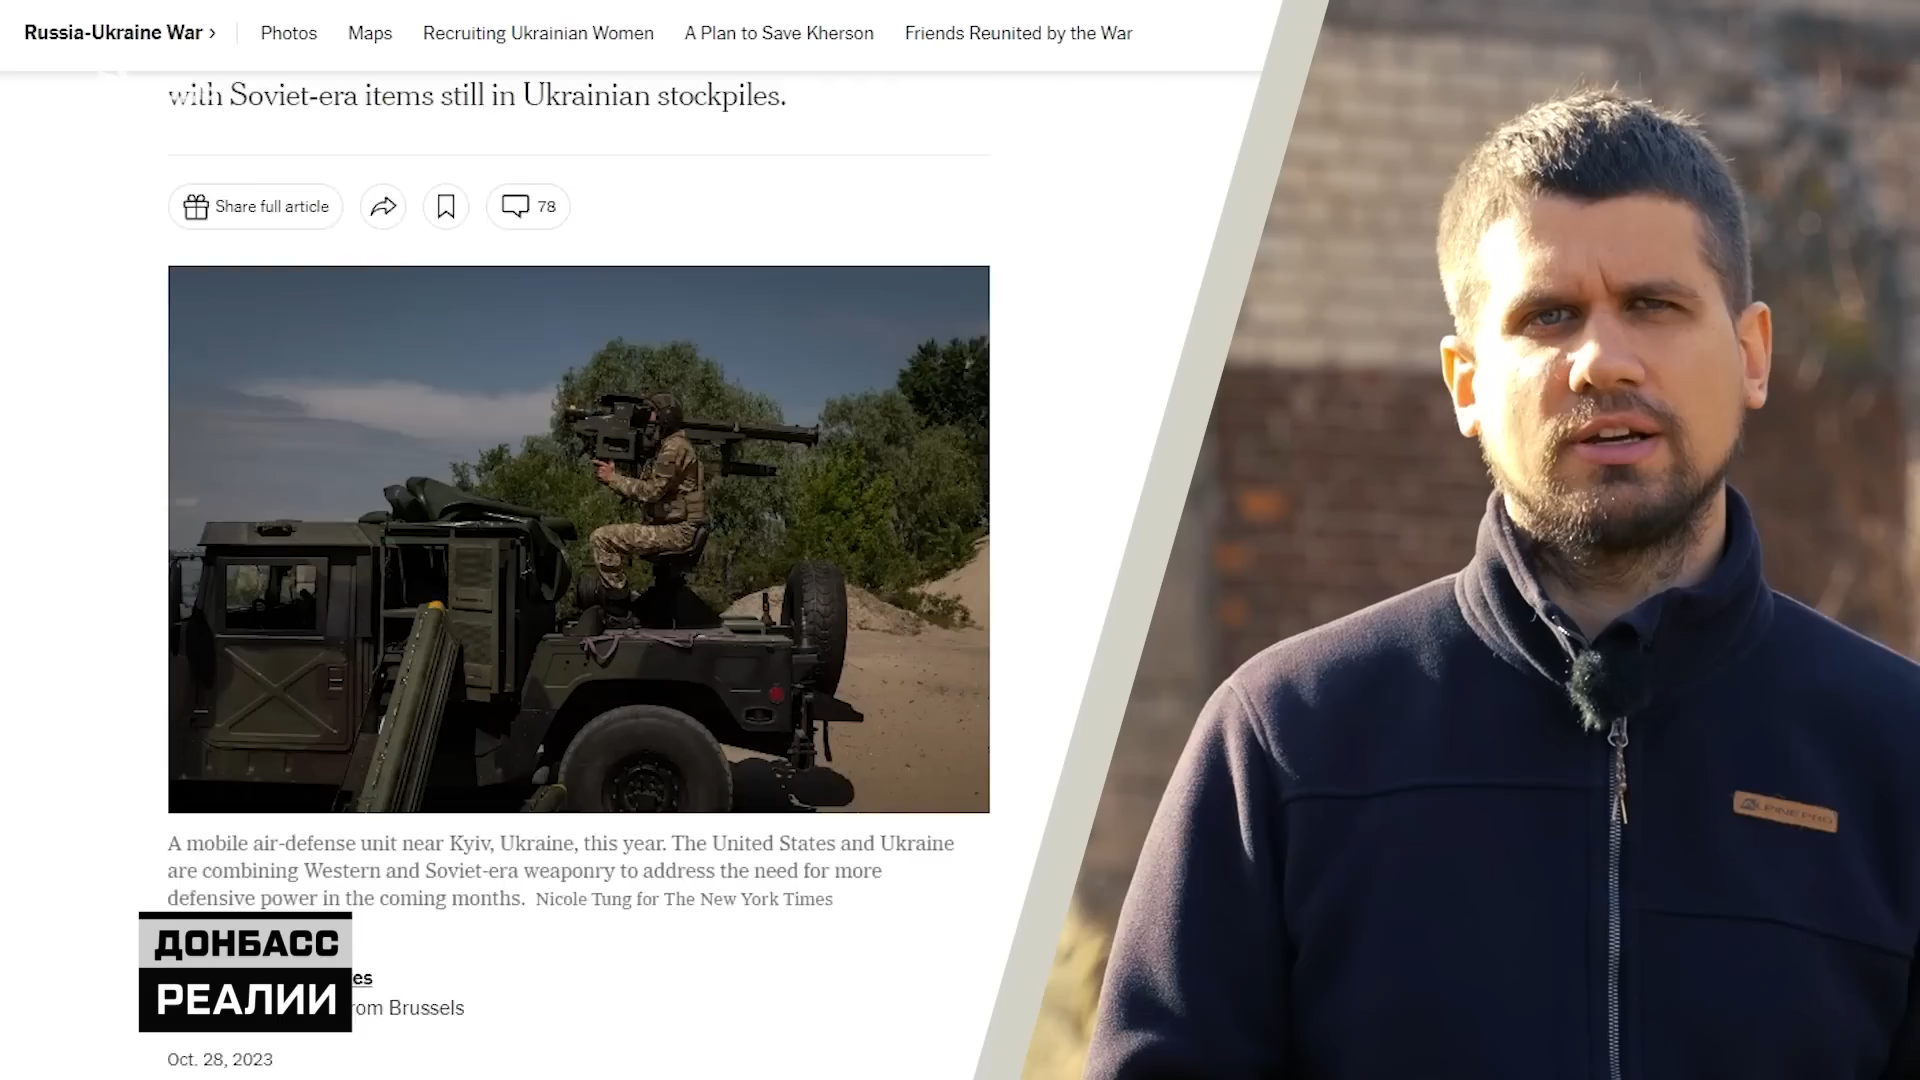 Russia-Ukraine War › Photos Maps Recruiting Ukrainian Women A Plan to Save Kherson Friends Reunited by the War
with Soviet-era items still in Ukrainian stockpiles.
Share full article 78
A mobile air-defense unit near Kyiv, Ukraine, this year. The United States and Ukraine
are combining Western and Soviet-era weaponry to address the need for more
defensive power in the coming months. Nicole Tung for The New York Times
ДОНБАСС
РЕАЛИИ
es
rom Brussels
Oct. 28, 2023
ALPINE PRO